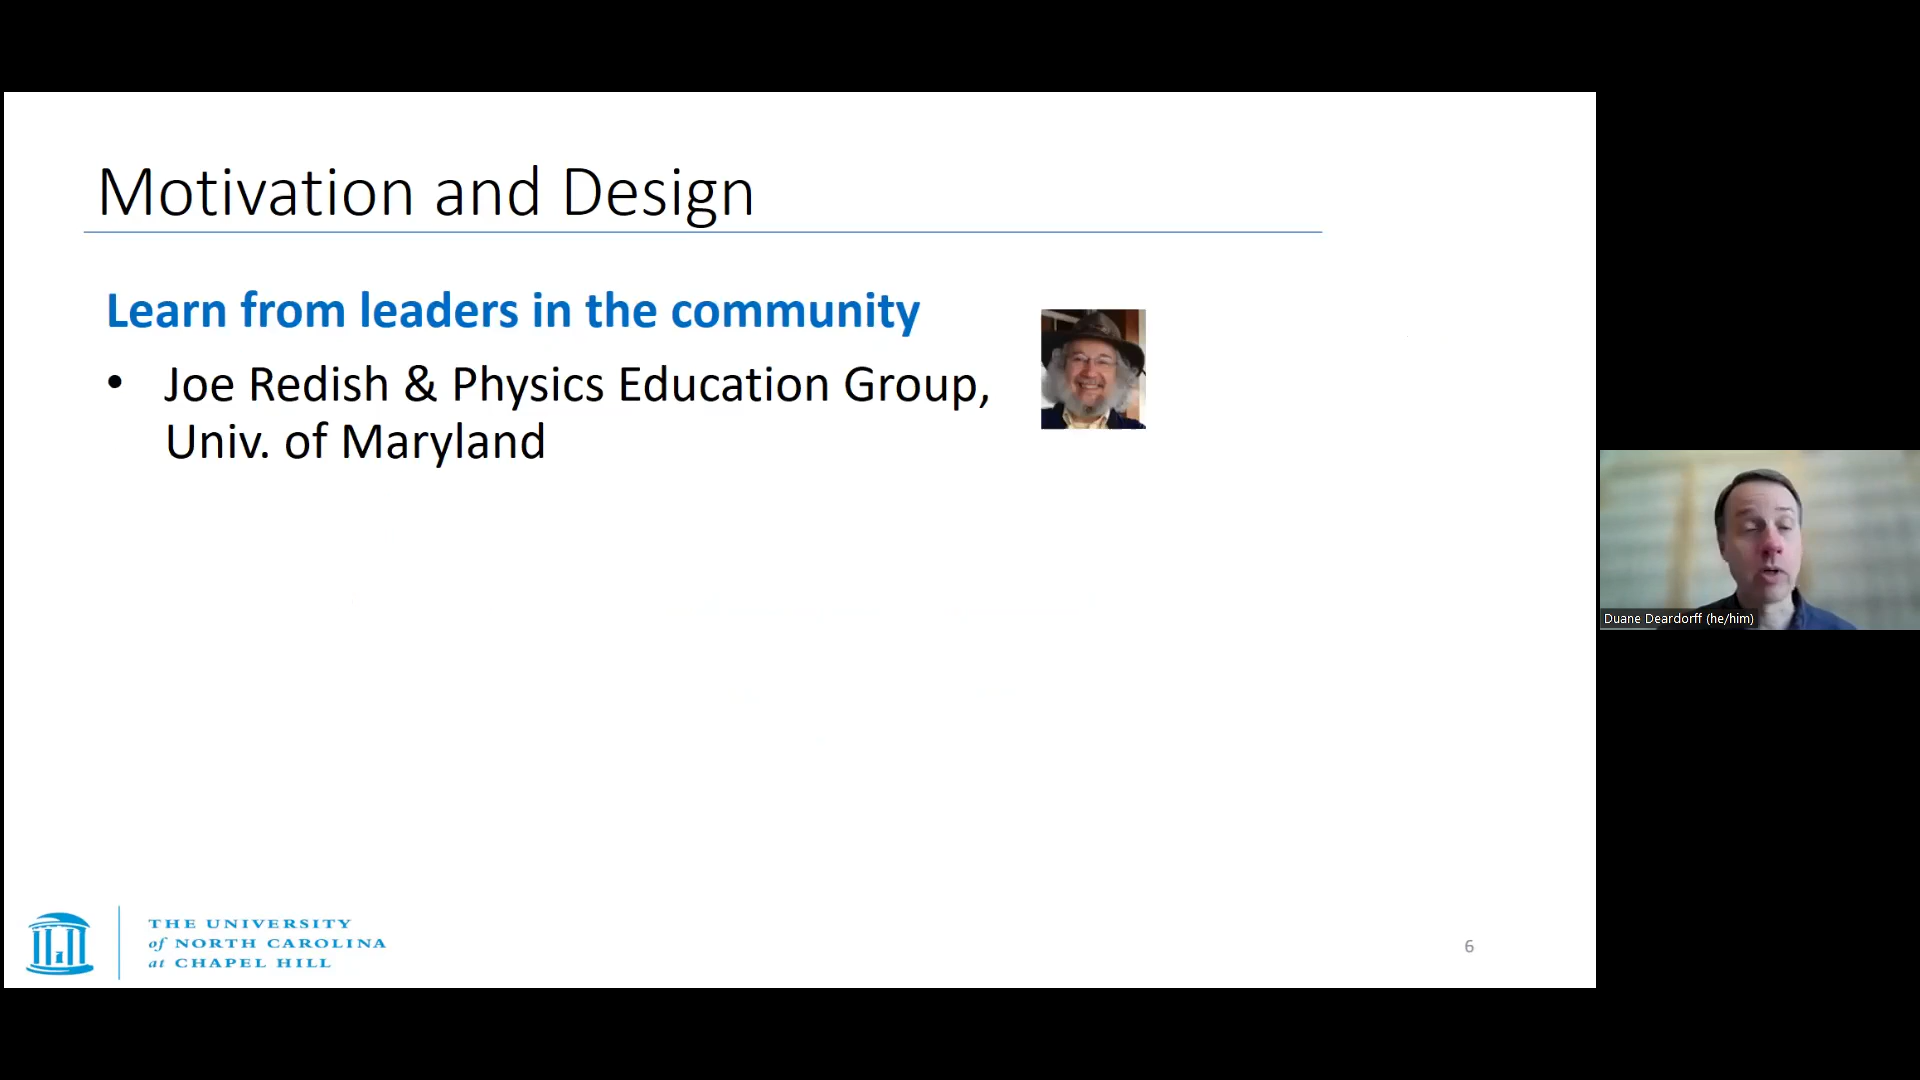 Motivation and Design
Learn from leaders in the community
• Joe Redish & Physics Education Group,
Univ. of Maryland
Duane Deardorff (he/him)
THE UNIVERSITY
of NORTH CAROLINA
at CHAPEL HILL
6